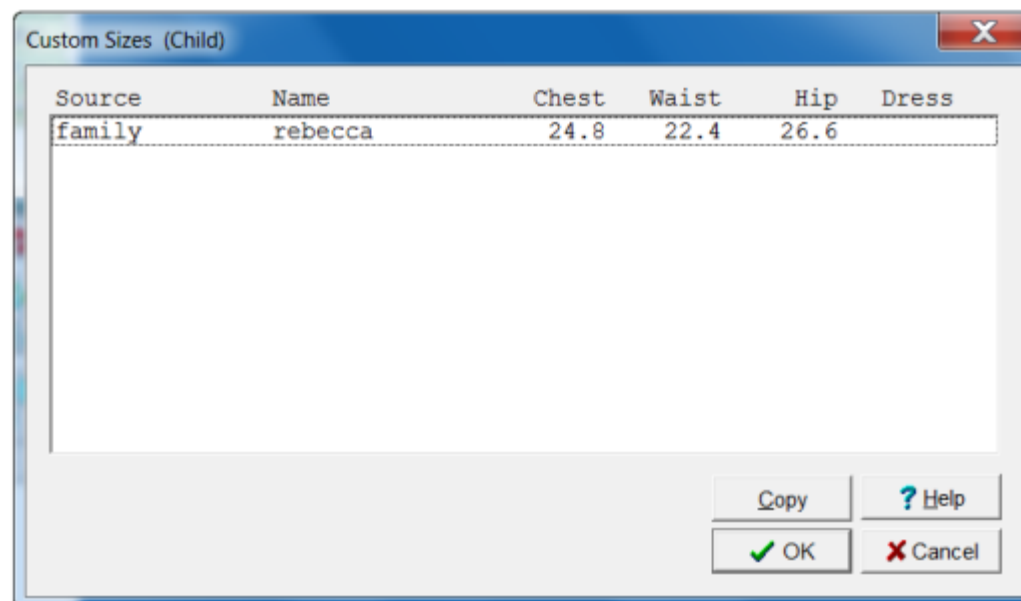 Custom Sizes (Child)
Source Name Chest Waist Hip Dress
family rebecca 24.8 22.4 26.6
Copy ? Help
OK Cancel